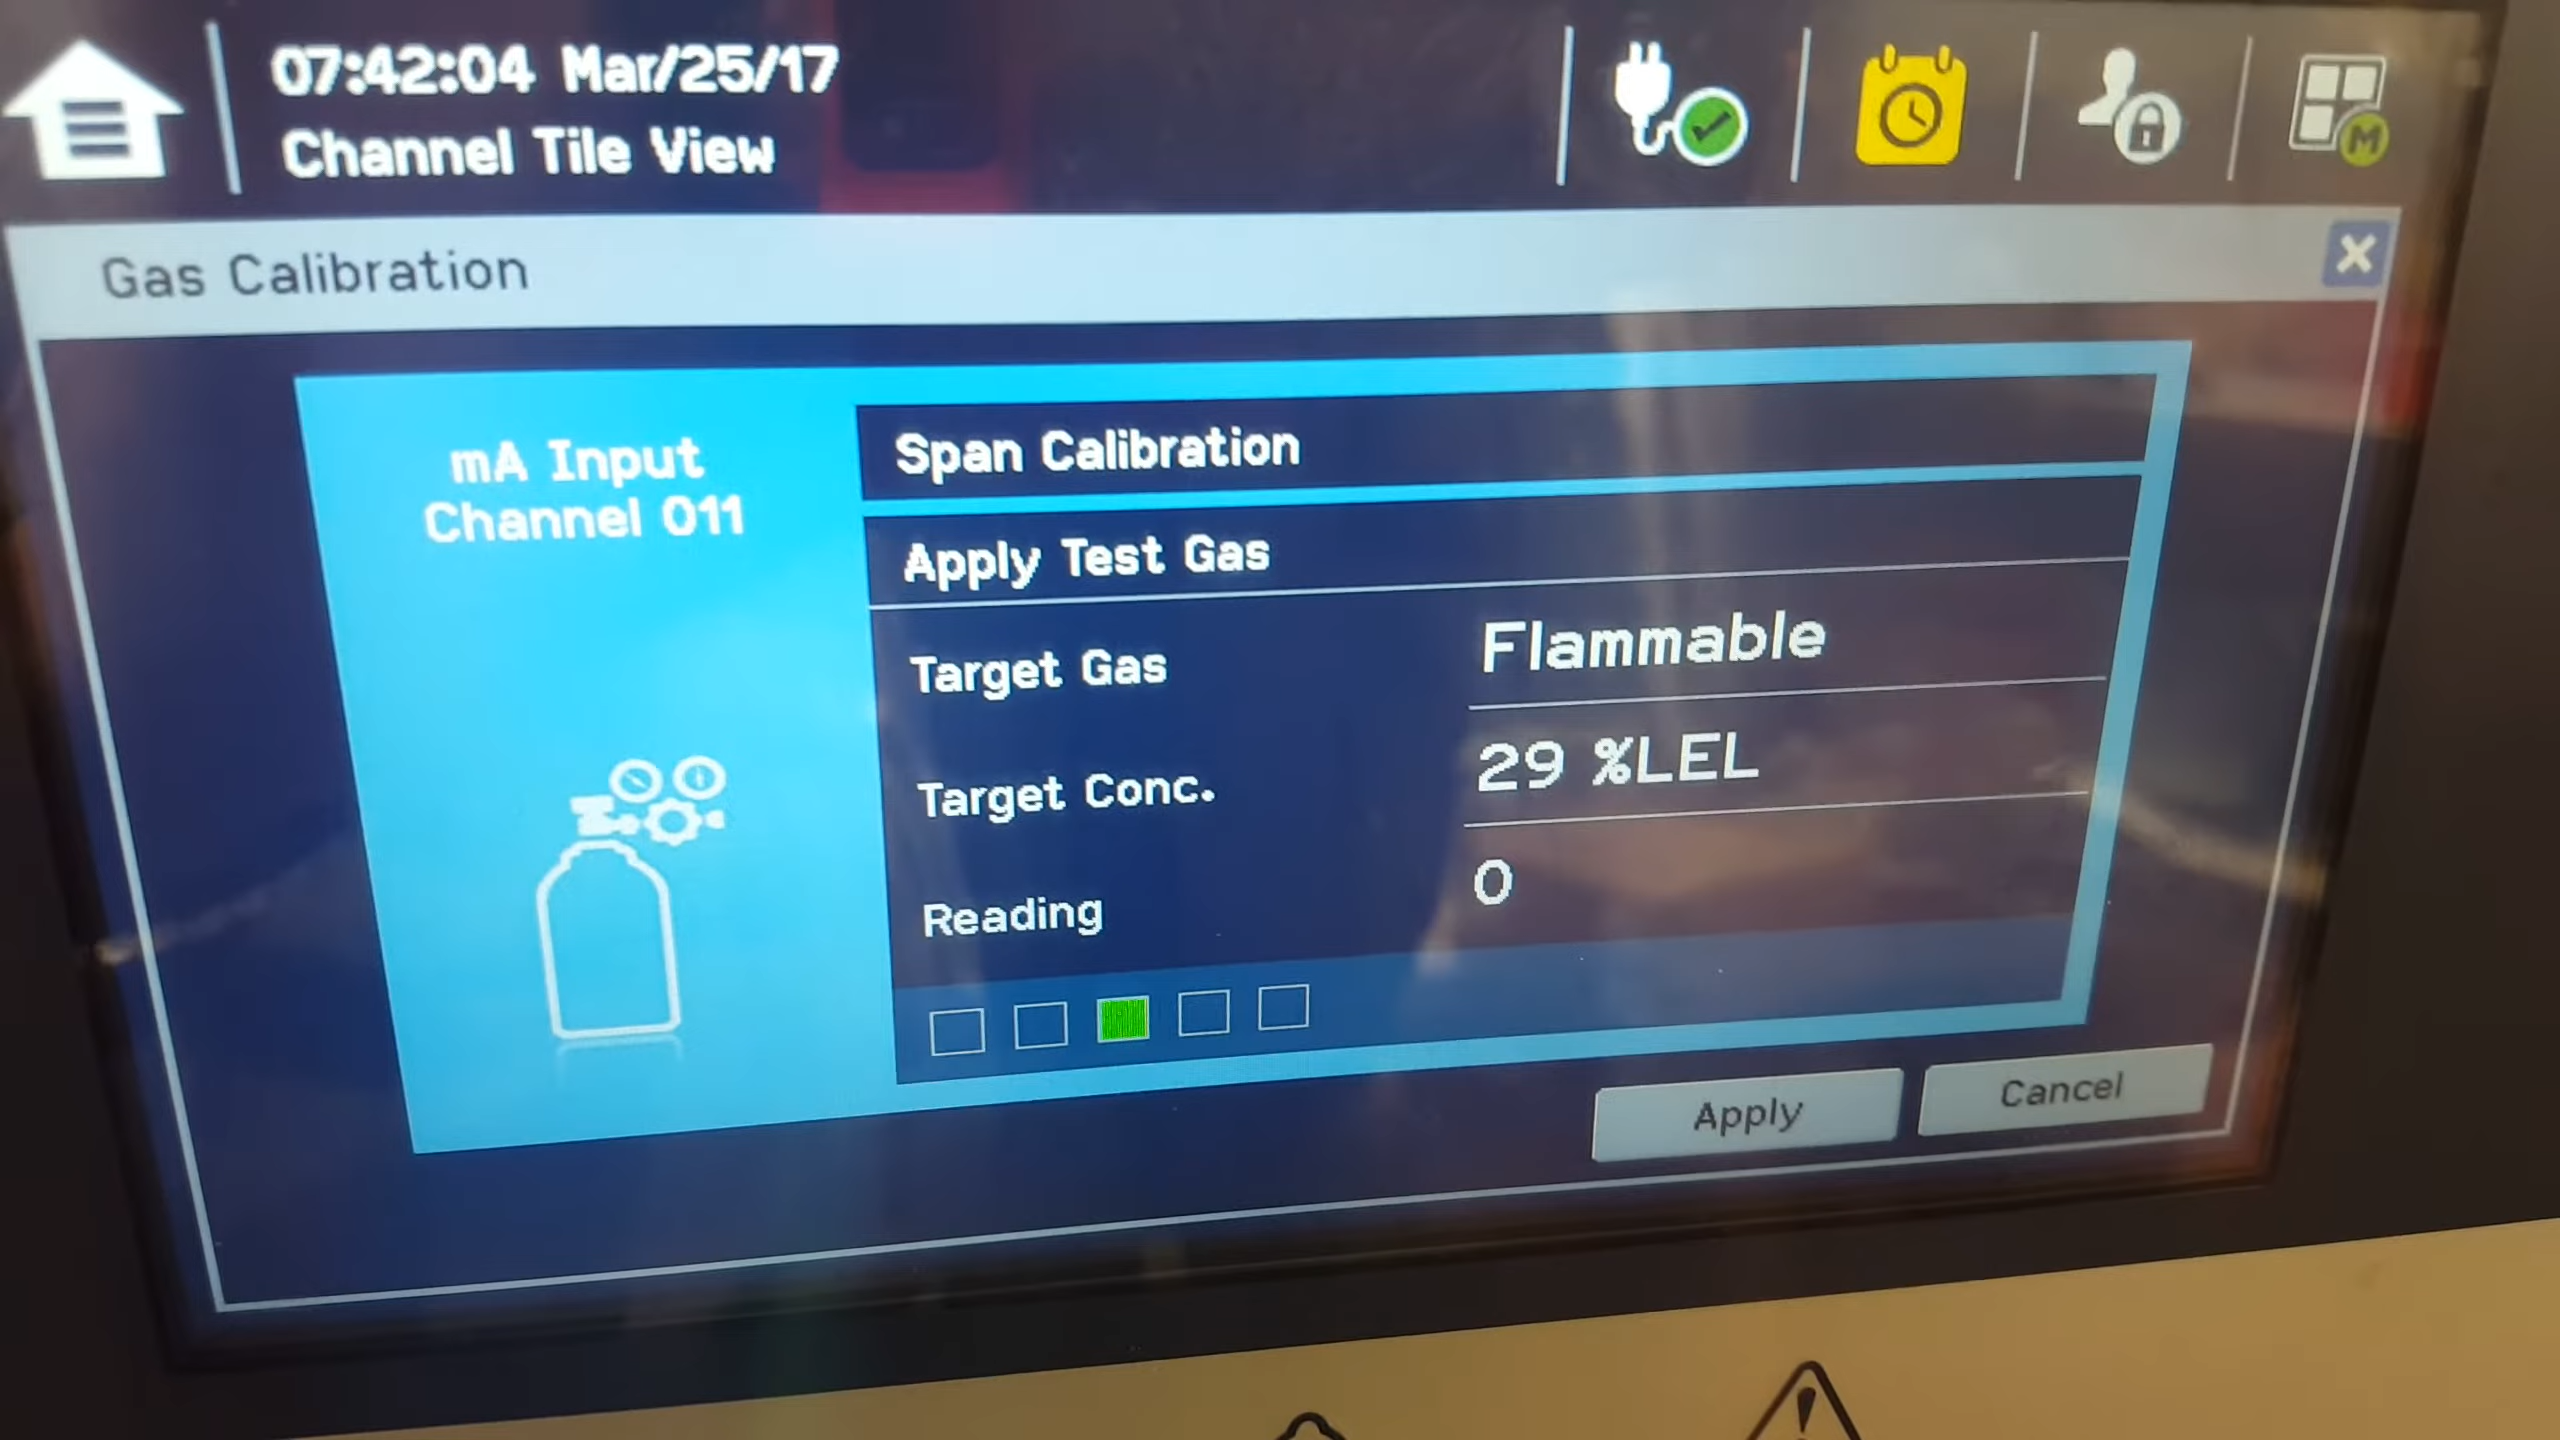 07:42:04 Mar/25/17
Channel Tile View
M
Gas Calibration
mA Input
Channel 011
Span Calibration
Apply Test Gas
Target Gas Flammable
Target Conc. 29 %LEL
Reading 0
Apply Cancel